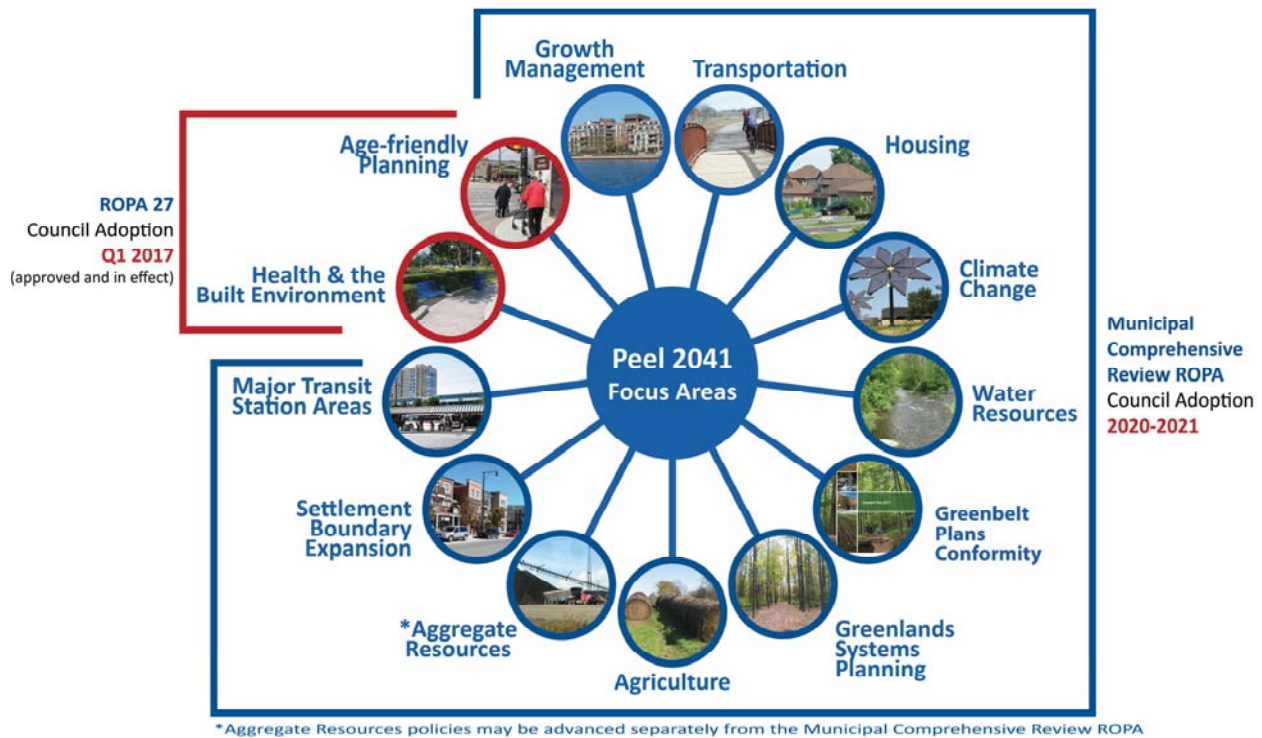 Growth
Management
Transportation
Age-friendly
Planning
Housing
ROPA 27
Council Adoption
Q1 2017
(approved and in effect)
Health & the
Built Environment
Climate
Change
Peel 2041
Focus Areas
Municipal
Comprehensive
Review ROPA
Council Adoption
2020-2021
Major Transit
Station Areas
Water
Resources
Settlement
Boundary
Expansion
Greenbelt
Plans
Conformity
*Aggregate
Resources
Agriculture
Greenlands
Systems
Planning
*Aggregate Resources policies may be advanced separately from the Municipal Comprehensive Review ROPA